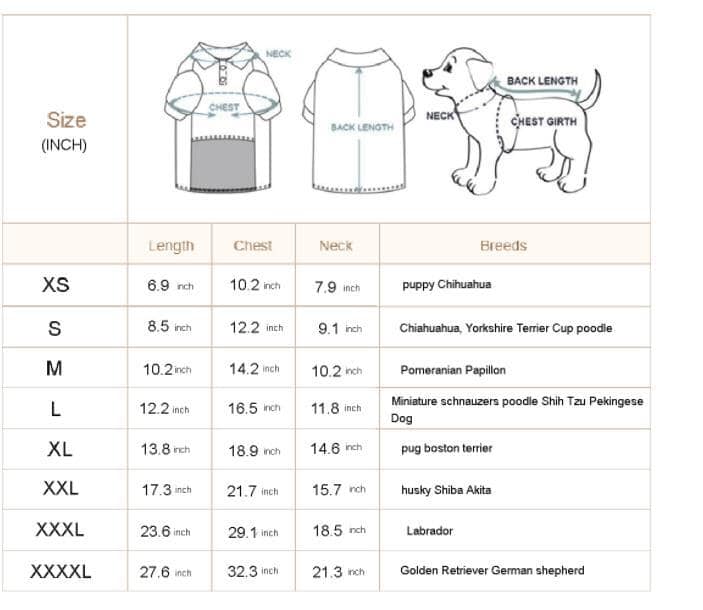 Size
(INCH)
NECK
CHEST
BACK LENGTH
BACK LENGTH
NECK
CHEST GIRTH
Length Chest Neck Breeds
XS 6.9 inch 10.2 inch 7.9 inch puppy Chihuahua
S 8.5 inch 12.2 inch 9.1 inch Chiahuahua, Yorkshire Terrier Cup poodle
M 10.2 inch 14.2 inch 10.2 inch Pomeranian Papillon
L 12.2 inch 16.5 inch 11.8 inch Miniature schnauzers poodle Shih Tzu Pekingese
Dog
XL 13.8 inch 18.9 inch 14.6 inch pug boston terrier
XXL 17.3 inch 21.7 inch 15.7 inch husky Shiba Akita
XXXL 23.6 inch 29.1 inch 18.5 inch Labrador
XXXXL 27.6 inch 32.3 inch 21.3 inch Golden Retriever German shepherd